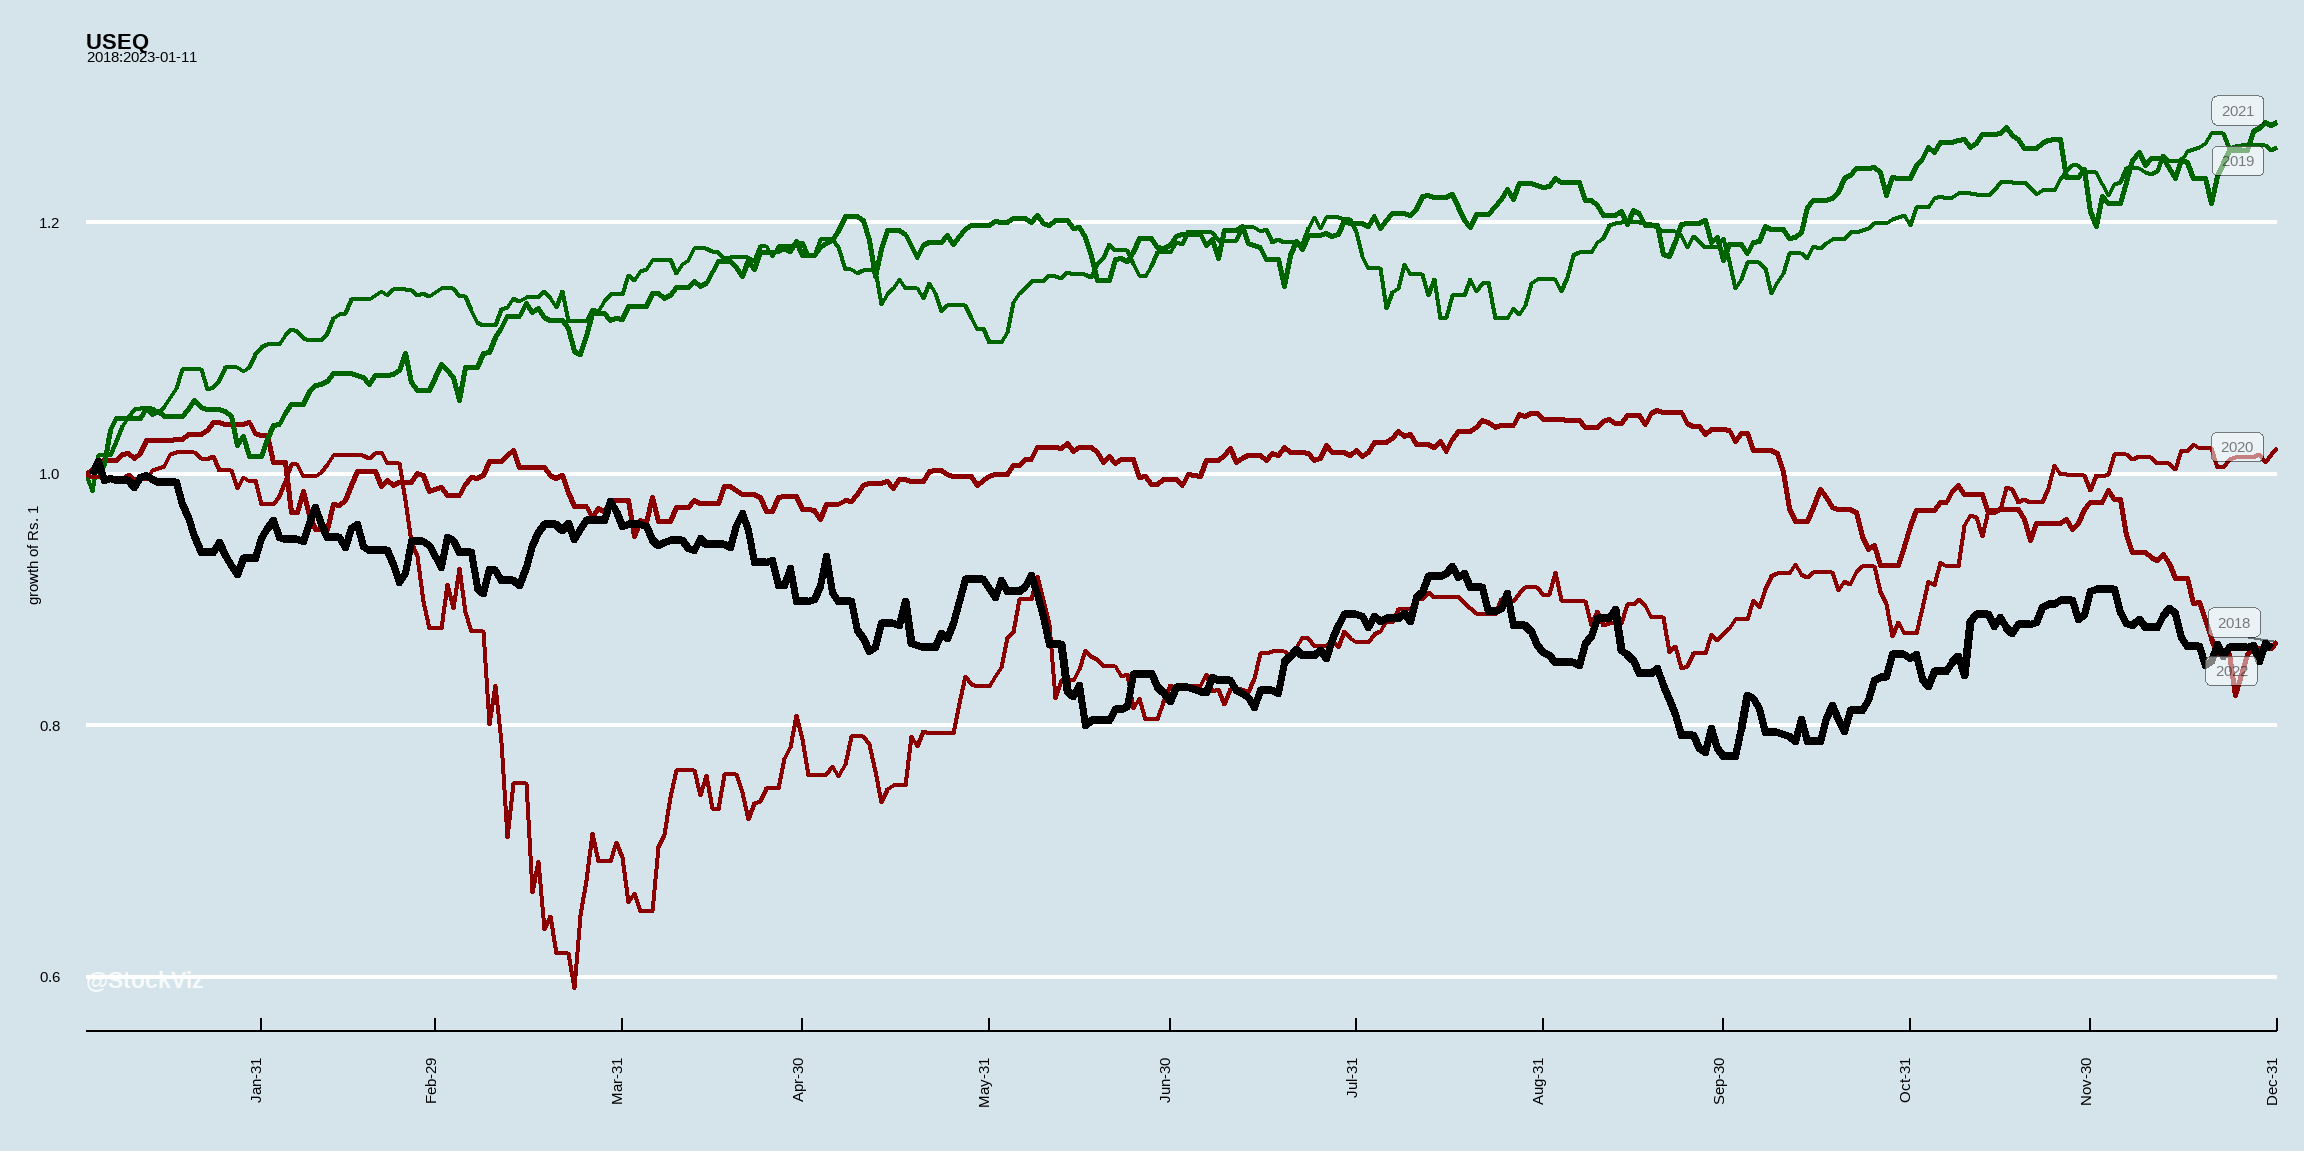 USEQ
2018:2023-01-11
2021
2019
1.2
2020
1.0
growth of Rs. 1
2018
2022
0.8
0.6
@StockViz
Jan-31
Feb-29
Mar-31
Apr-30
May-31
Jun-30
Jul-31
Aug-31
Sep-30
Oct-31
Nov-30
Dec-31